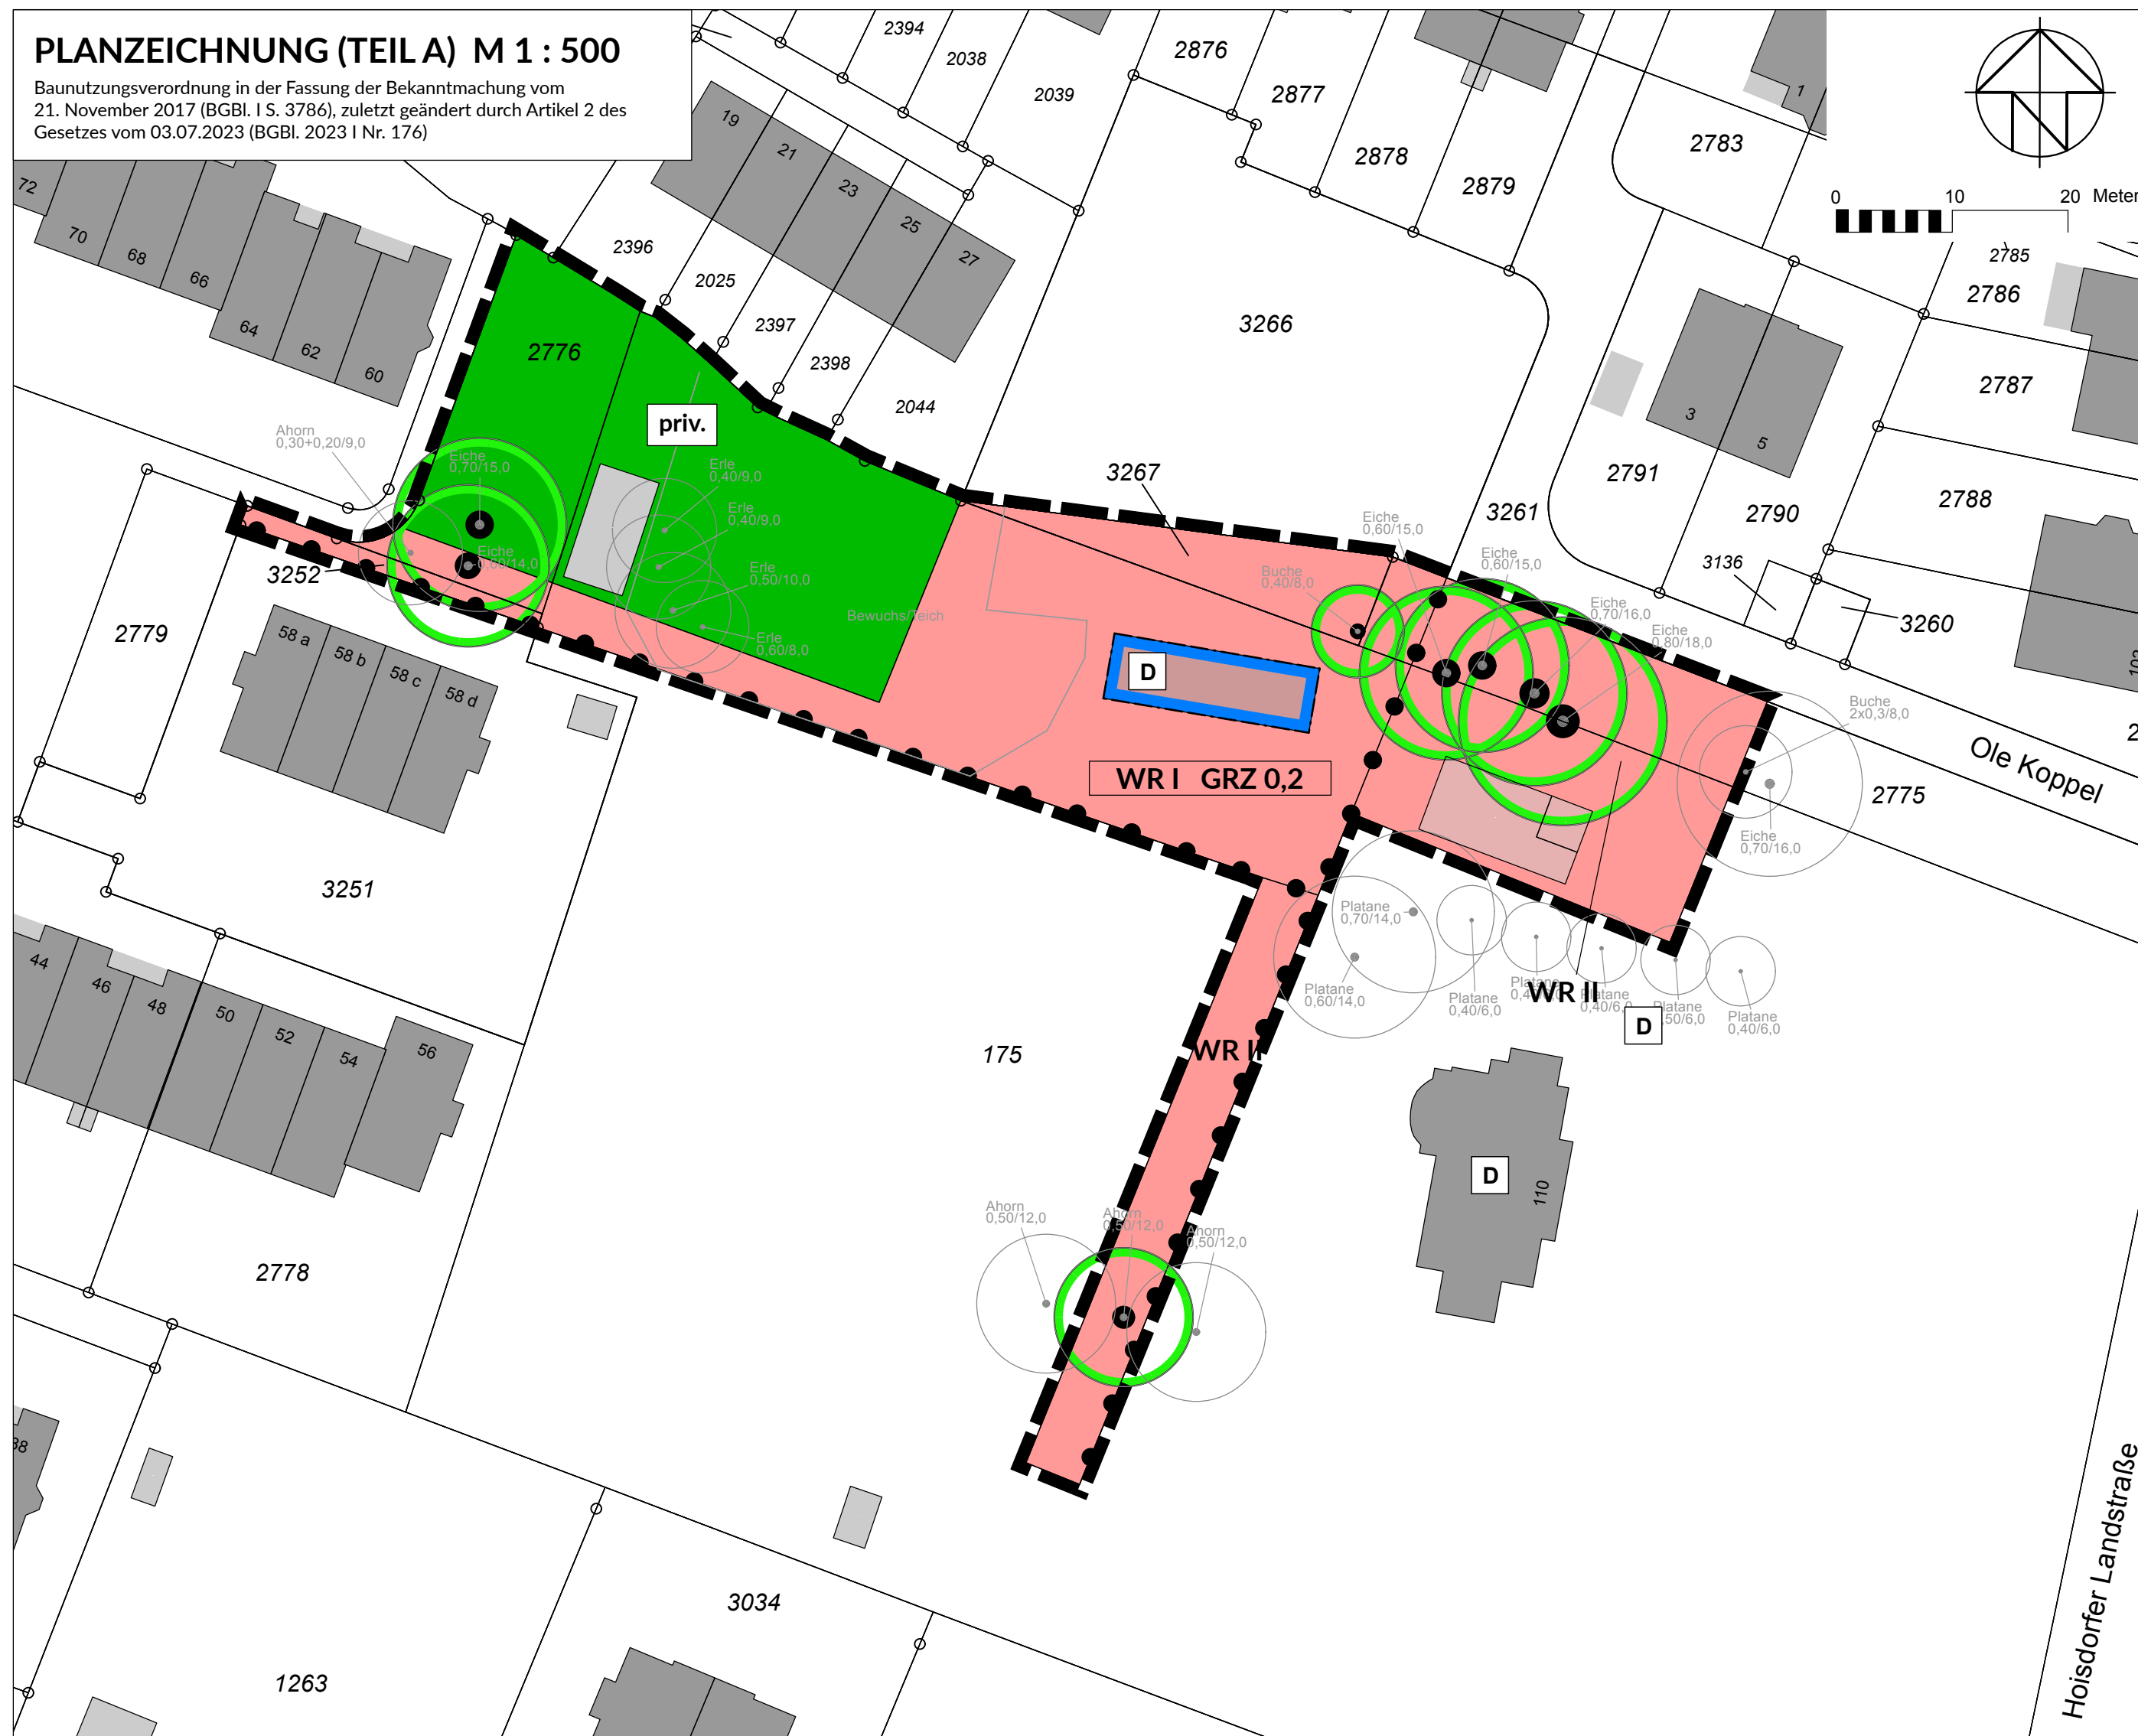 PLANZEICHNUNG (TEIL A) M 1 : 500
Baunutzungsverordnung in der Fassung der Bekanntmachung vom
21. November 2017 (BGBl. I S. 3786), zuletzt geändert durch Artikel 2 des
Gesetzes vom 03.07.2023 (BGBl. 2023 I Nr. 176)
2394
2038
2039
2876
2877
2878
2879
2783
1
0 10 20 Meter
2785
2786
2787
2788
19
21
23
25
27
72
70
68
66
64
62
60
2396
2025
2397
2398
2044
2776
3266
3267
3261
2791
2790
3
5
3136
3260
102
priv.
Ahorn
0,30+0,20/9,0
Eiche
0,70/15,0
Eiche
0,60/14,0
Erle
0,40/9,0
Erle
0,40/9,0
Erle
0,50/10,0
Erle
0,60/8,0
Bewuchs/Teich
Buche
0,40/8,0
Eiche
0,60/15,0
Eiche
0,60/15,0
Eiche
0,70/16,0
Eiche
0,80/18,0
Buche
2x0,3/8,0
Eiche
0,70/16,0
Ole Koppel
2775
D
WR I GRZ 0,2
3252
2779
58 a
58 b
58 c
58 d
3251
44
46
48
50
52
54
56
2778
175
Platane
0,70/14,0
Platane
0,60/14,0
Platane
0,40/6,0
Platane
WR II
Platane
0,40/6,0
Platane
Platane
0,40/6,0
D
WR II
D
110
Ahorn
0,50/12,0
Ahorn
0,50/12,0
Ahorn
0,50/12,0
3034
1263
Hoisdorfer Landstraße